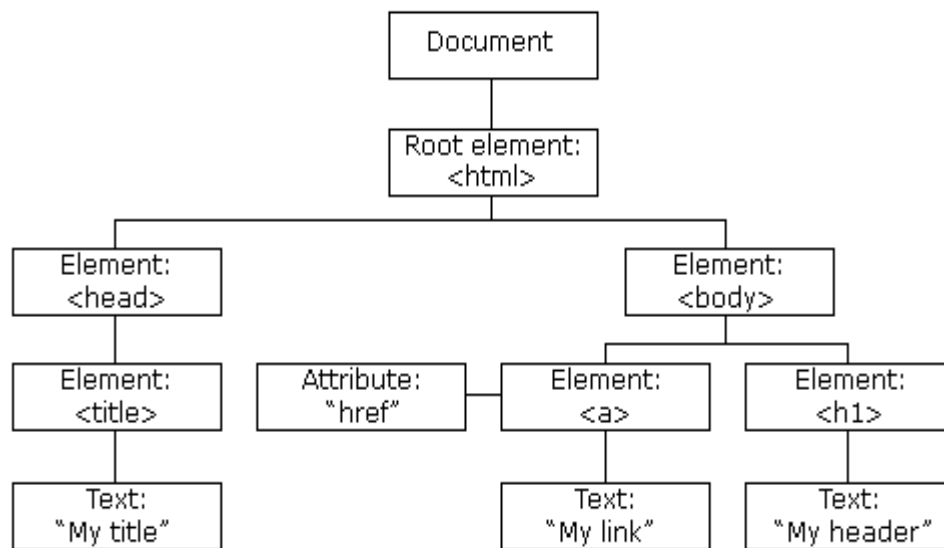 Document
Root element:
<html>
Element:
<head>
Element:
<body>
Element:
<title>
Attribute:
“href”
Element:
<a>
Element:
<h1>
Text:
“My title”
Text:
“My link”
Text:
“My header”